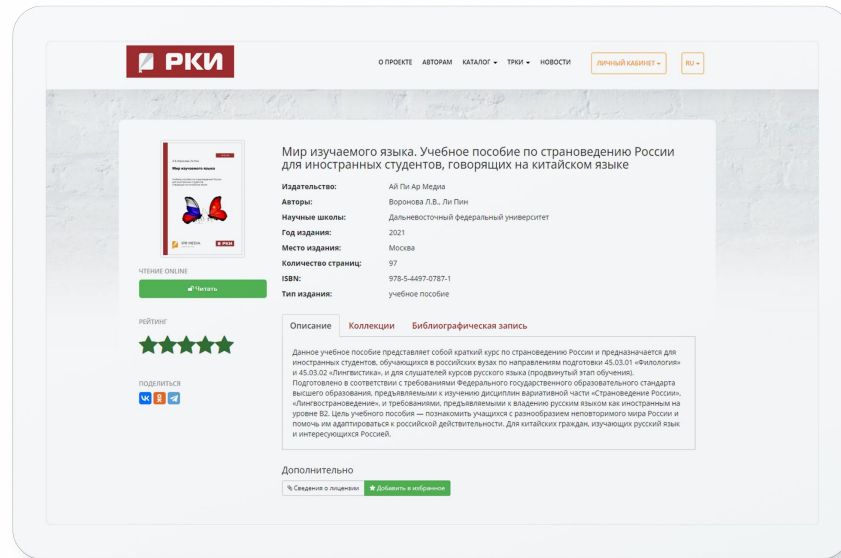 РКИ
О ПРОЕКТЕ АВТОРАМ КАТАЛОГ ТРКИ НОВОСТИ ЛИЧНЫЙ КАБИНЕТ RU
Мир изучаемого языка
IPR MEDIA
РКИ
ЧТЕНИЕ ONLINE
Читать
РЕЙТИНГ
ПОДЕЛИТЬСЯ
Мир изучаемого языка. Учебное пособие по страноведению России
для иностранных студентов, говорящих на китайском языке
Издательство: Ай Пи Ар Медиа
Авторы: Воронова Л.В., Ли Пин
Научные школы: Дальневосточный федеральный университет
Год издания: 2021
Место издания: Москва
Количество страниц: 97
ISBN: 978-5-4497-0787-1
Тип издания: учебное пособие
Описание Коллекции Библиографическая запись
Данное учебное пособие представляет собой краткий курс по страноведению России и предназначается для
иностранных студентов, обучающихся в российских вузах по направлениям подготовки 45.03.01 «Филология»
и 45.03.02 «Лингвистика», и для слушателей курсов русского языка (продвинутый этап обучения).
Подготовлено в соответствии с требованиями Федерального государственного образовательного стандарта
высшего образования, предъявляемыми к изучению дисциплин вариативной части «Страноведение России»,
«Лингвострановедение», и требованиями, предъявляемыми к владению русским языком как иностранным на
уровне В2. Цель учебного пособия — познакомить учащихся с разнообразием неповторимого мира России и
помочь им адаптироваться к российской действительности. Для китайских граждан, изучающих русский язык
и интересующихся Россией.
Дополнительно
Сведения о лицензии Добавить в избранное